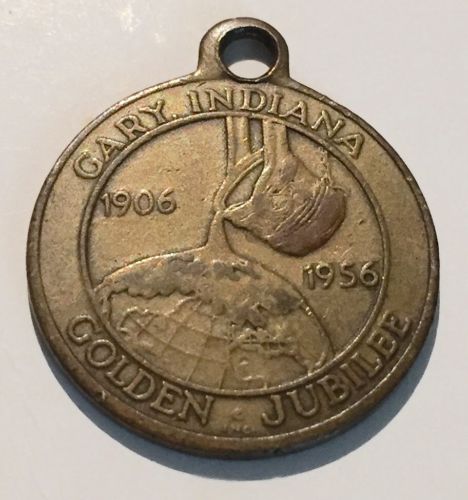 GARY, INDIANA
1906
1956
GOLDEN JUBILEE